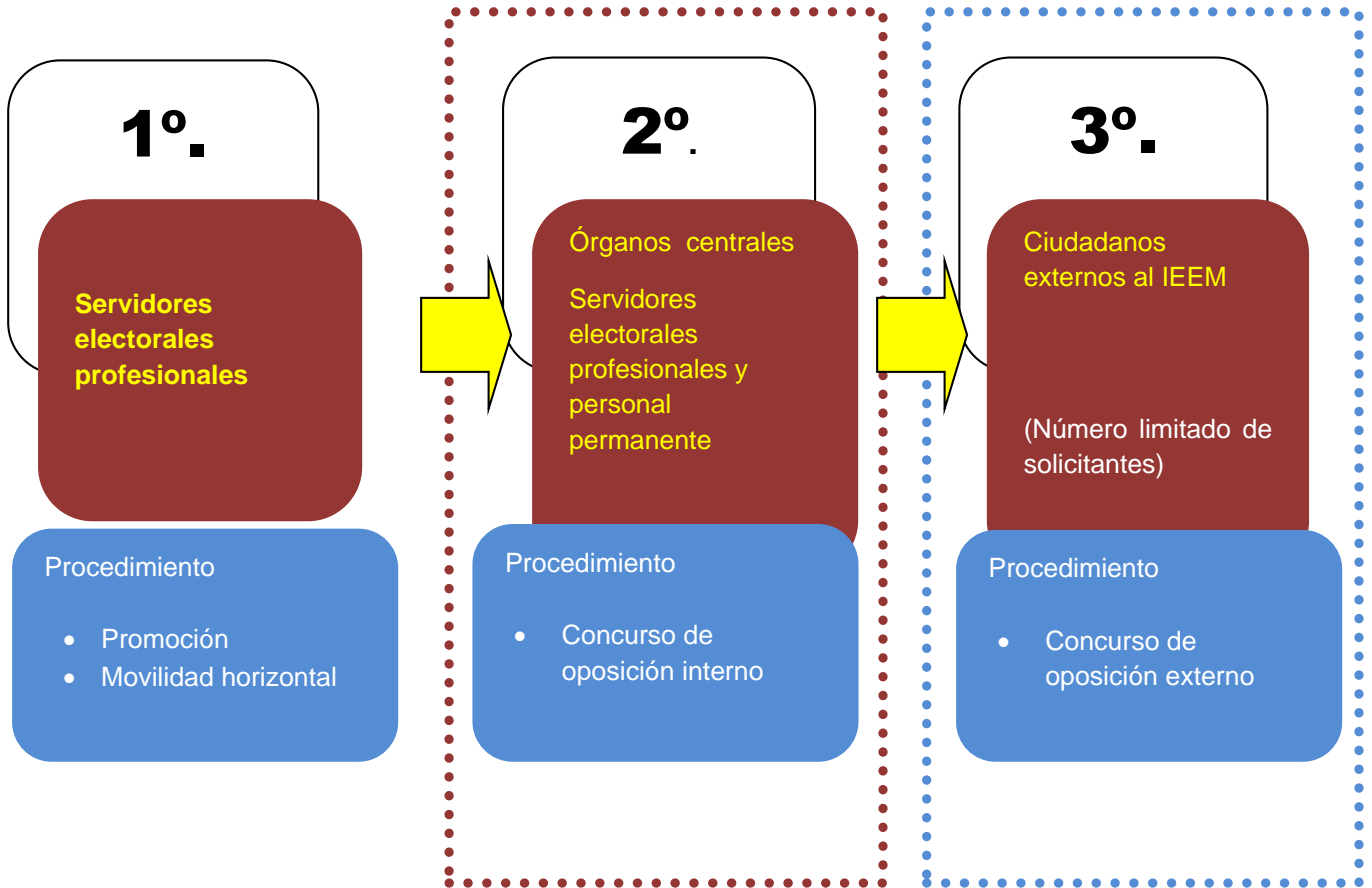 1º.
Servidores
electorales
profesionales
Procedimiento
• Promoción
• Movilidad horizontal
2º.
Órganos centrales
Servidores
electorales
profesionales y
personal
permanente
Procedimiento
• Concurso de
oposición interno
3º.
Ciudadanos
externos al IEEM
(Número limitado de
solicitantes)
Procedimiento
• Concurso de
oposición externo